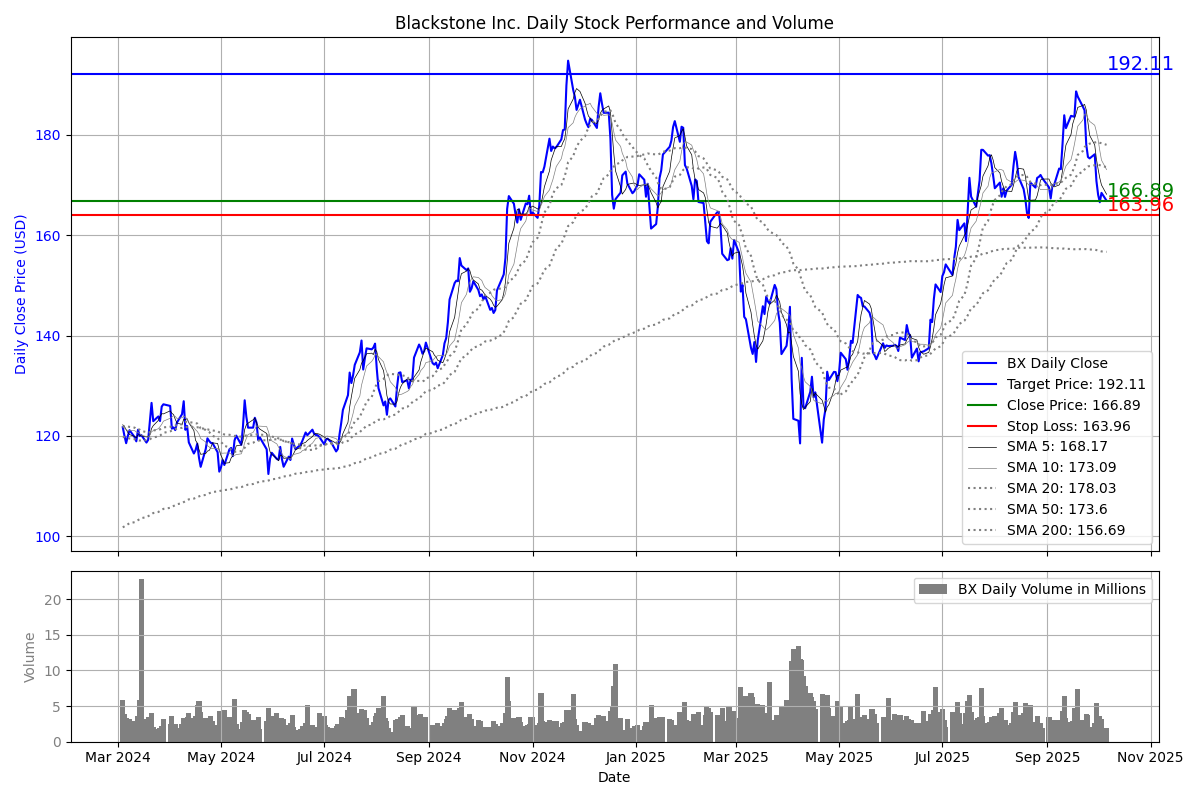 Blackstone Inc. Daily Stock Performance and Volume
Daily Close Price (USD)
180
160
140
120
100
192.11
166.89
163.96
BX Daily Close
Target Price: 192.11
Close Price: 166.89
Stop Loss: 163.96
SMA 5: 168.17
SMA 10: 173.09
SMA 20: 178.03
SMA 50: 173.6
SMA 200: 156.69
Volume
20
15
10
5
0
BX Daily Volume in Millions
Mar 2024 May 2024 Jul 2024 Sep 2024 Nov 2024 Jan 2025 Mar 2025 May 2025 Jul 2025 Sep 2025 Nov 2025
Date